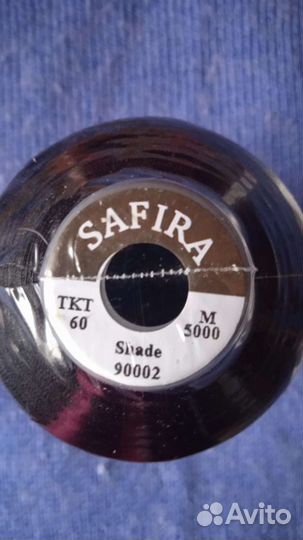 SAFIRA
TKT M
60 5000
Shade
90002
Avito